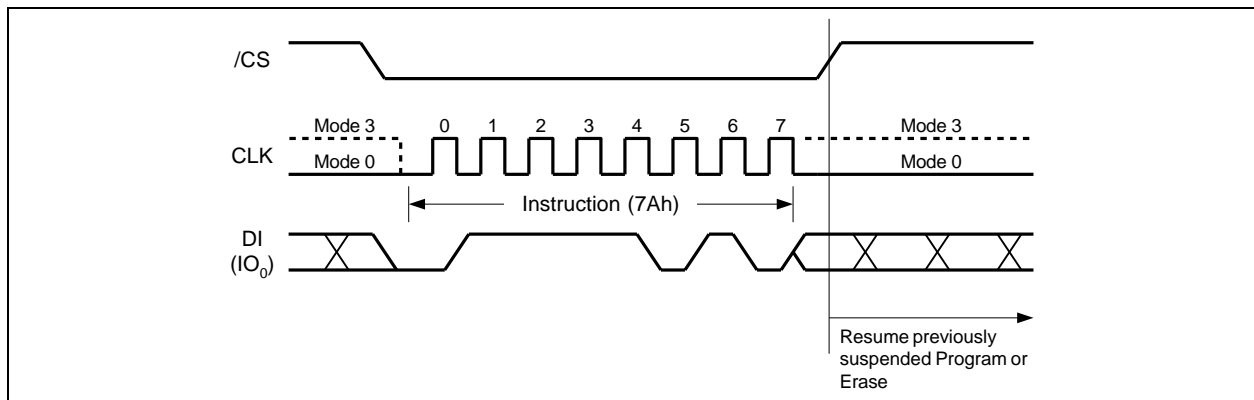 /CS
Mode 3
0 1 2 3 4 5 6 7
Mode 3
CLK
Mode 0
Mode 0
Instruction (7Ah)
DI
(IO0)
Resume previously
suspended Program or
Erase